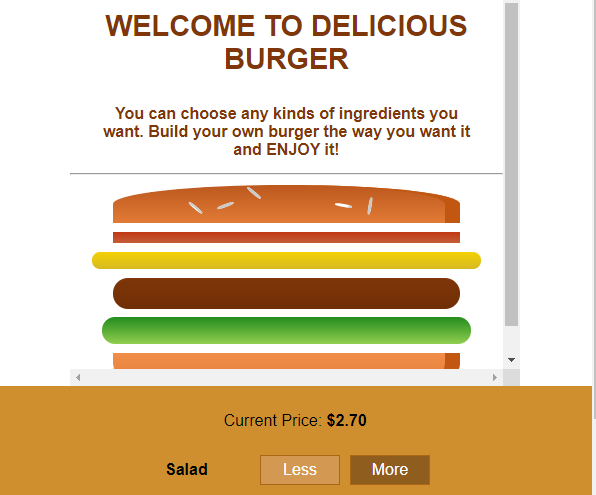 WELCOME TO DELICIOUS
BURGER
You can choose any kinds of ingredients you
want. Build your own burger the way you want it
and ENJOY it!
Current Price: $2.70
Salad Less More